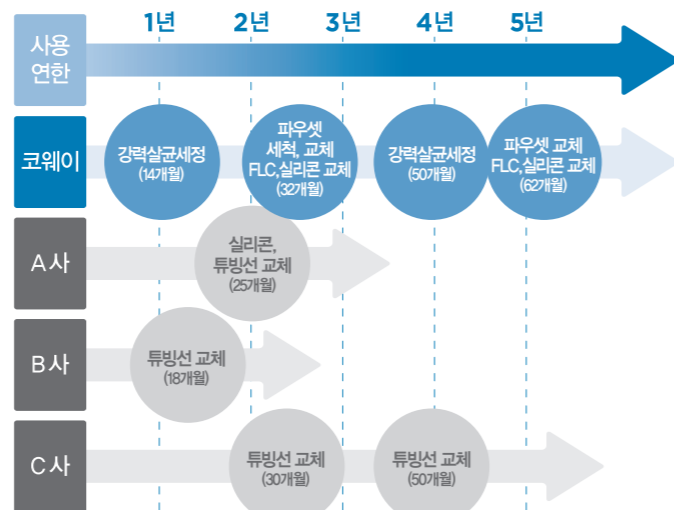 사용
연한
1년
2년
3년
4년
5년
코웨이
강력살균세정
(14개월)
파우셋
세척, 교체
FLC,실리콘 교체
(32개월)
강력살균세정
(50개월)
파우셋 교체
FLC,실리콘 교체
(62개월)
A사
실리콘,
튜빙선 교체
(25개월)
B사
튜빙선 교체
(18개월)
C사
튜빙선 교체
(30개월)
튜빙선 교체
(50개월)